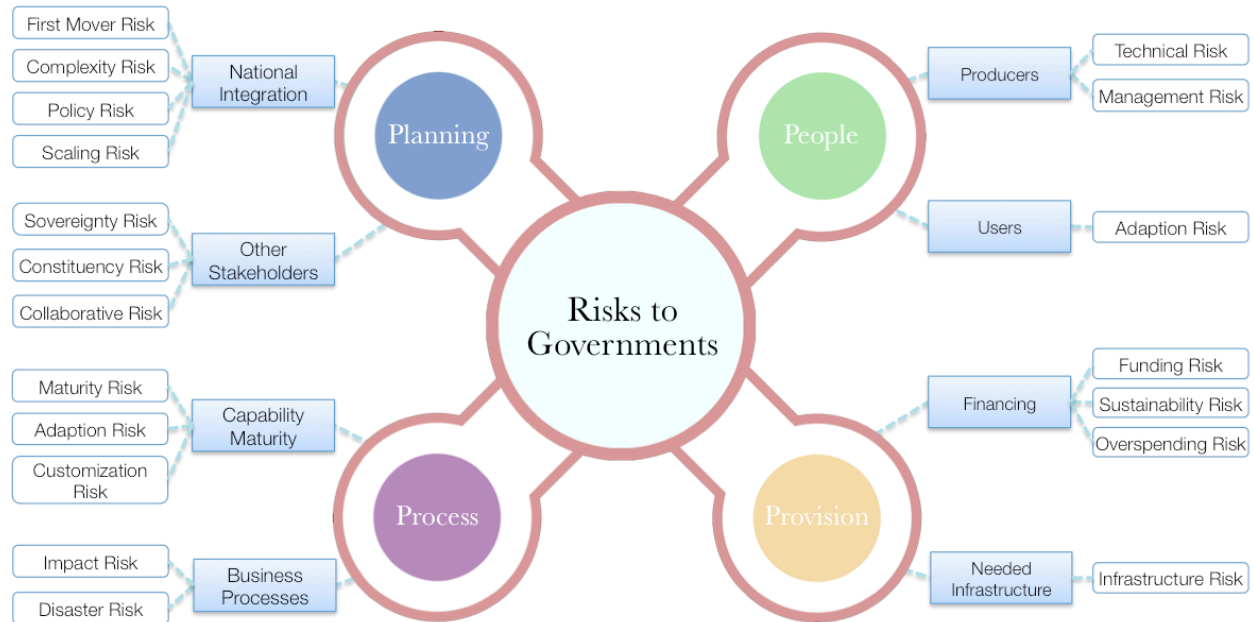 First Mover Risk
Complexity Risk
Policy Risk
Scaling Risk
National
Integration
Sovereignty Risk
Constituency Risk
Collaborative Risk
Other
Stakeholders
Planning
People
Producers
Technical Risk
Management Risk
Users
Adaption Risk
Risks to
Governments
Maturity Risk
Adaption Risk
Customization
Risk
Capability
Maturity
Impact Risk
Disaster Risk
Business
Processes
Process
Provision
Financing
Funding Risk
Sustainability Risk
Overspending Risk
Needed
Infrastructure
Infrastructure Risk